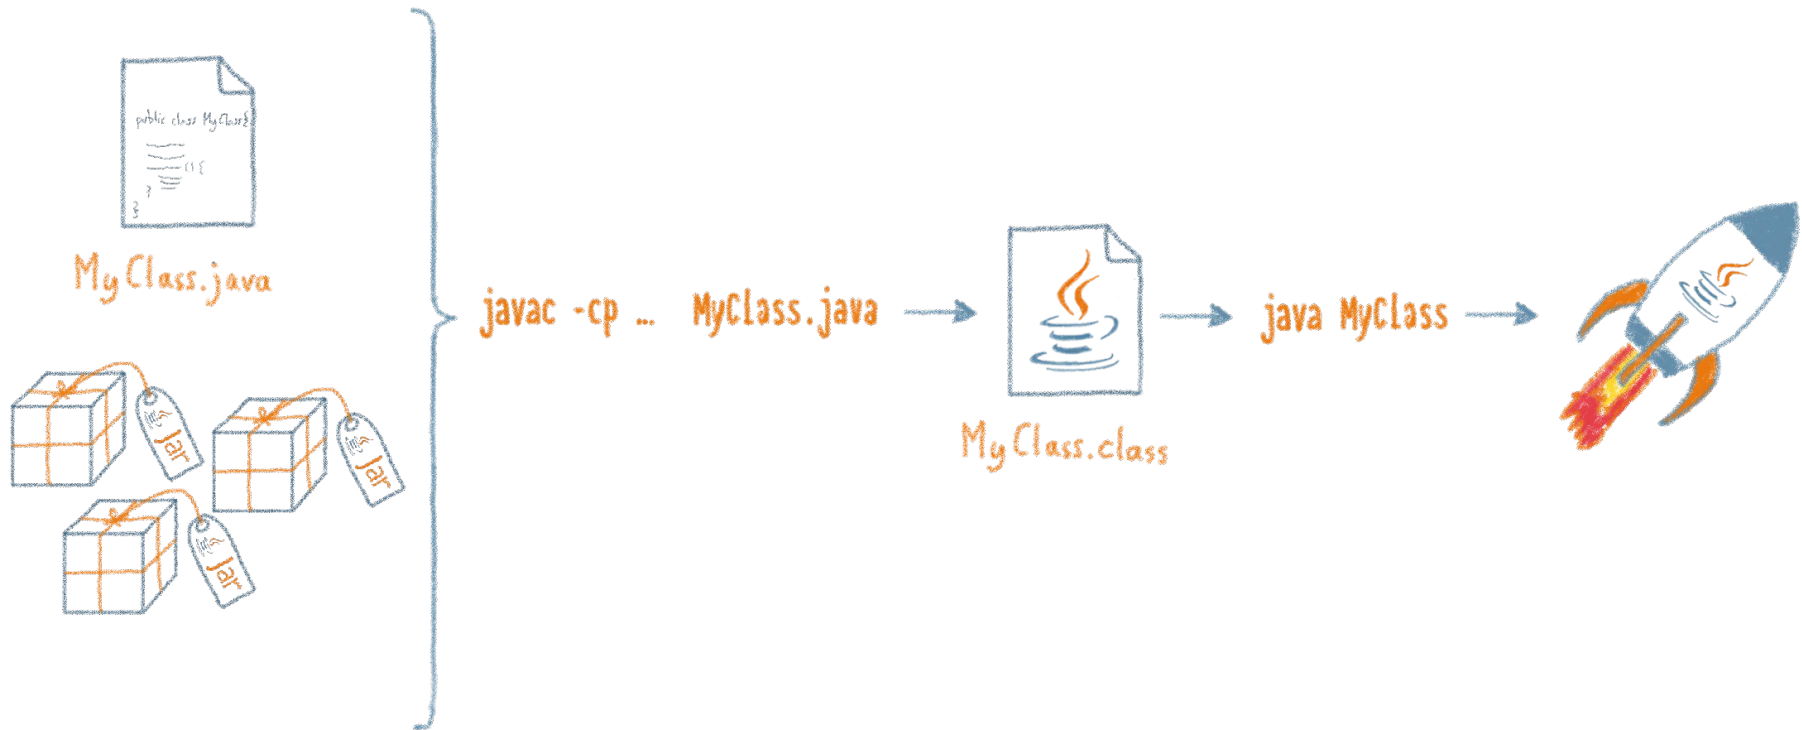 public class MyClass{
() {
}
}
MyClass.java
Jar
Jar
Jar
javac -cp ... MyClass.java
MyClass.class
java MyClass